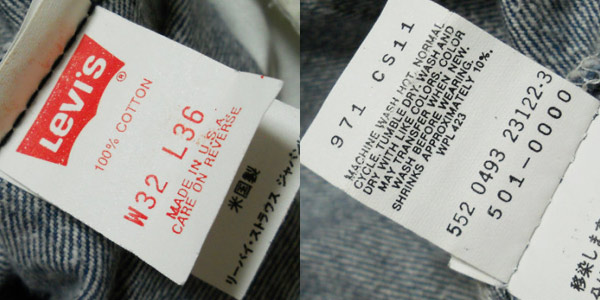 Levi's ®
100% COTTON
W32 L36
MADE IN U.S.A.
CARE ON REVERSE
米国製
リーバイ・ストラウス ジャパン
971 CS11
MACHINE WASH HOT, NORMAL
CYCLE, TUMBLE DRY. WASH AND
DRY WITH LIKE COLORS, COLOR
MAY TRANSFER WHEN NEW.
WASH BEFORE WEARING.
SHRINKS APPROXIMATELY 10%.
WPL 423
552 0493 23122-3
501-0000
移染しま